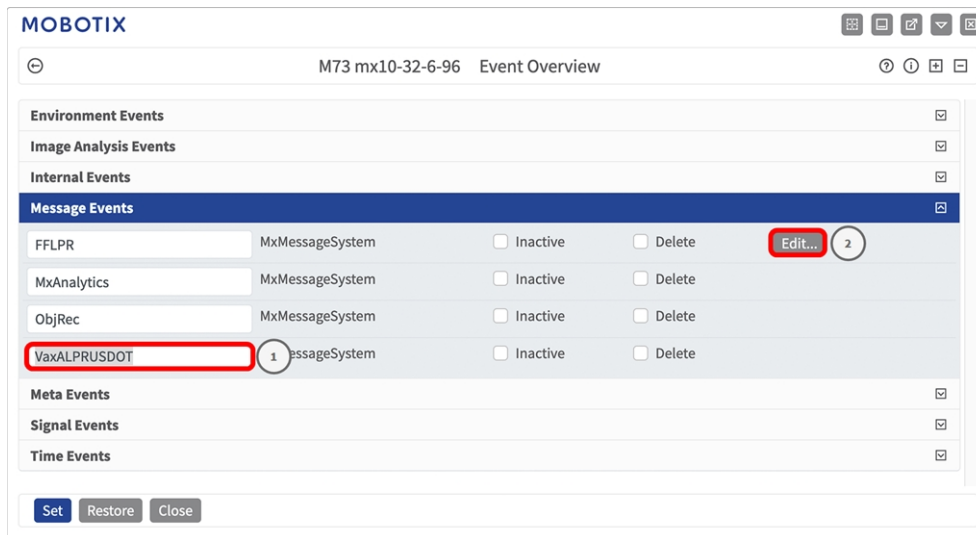 MOBOTIX
M73 mx10-32-6-96 Event Overview
Environment Events
Image Analysis Events
Internal Events
Message Events
FFLPR MxMessageSystem Inactive Delete Edit... 2
MxAnalytics MxMessageSystem Inactive Delete
ObjRec MxMessageSystem Inactive Delete
VaxALPRUSDOT 1 essageSystem Inactive Delete
Meta Events
Signal Events
Time Events
Set Restore Close